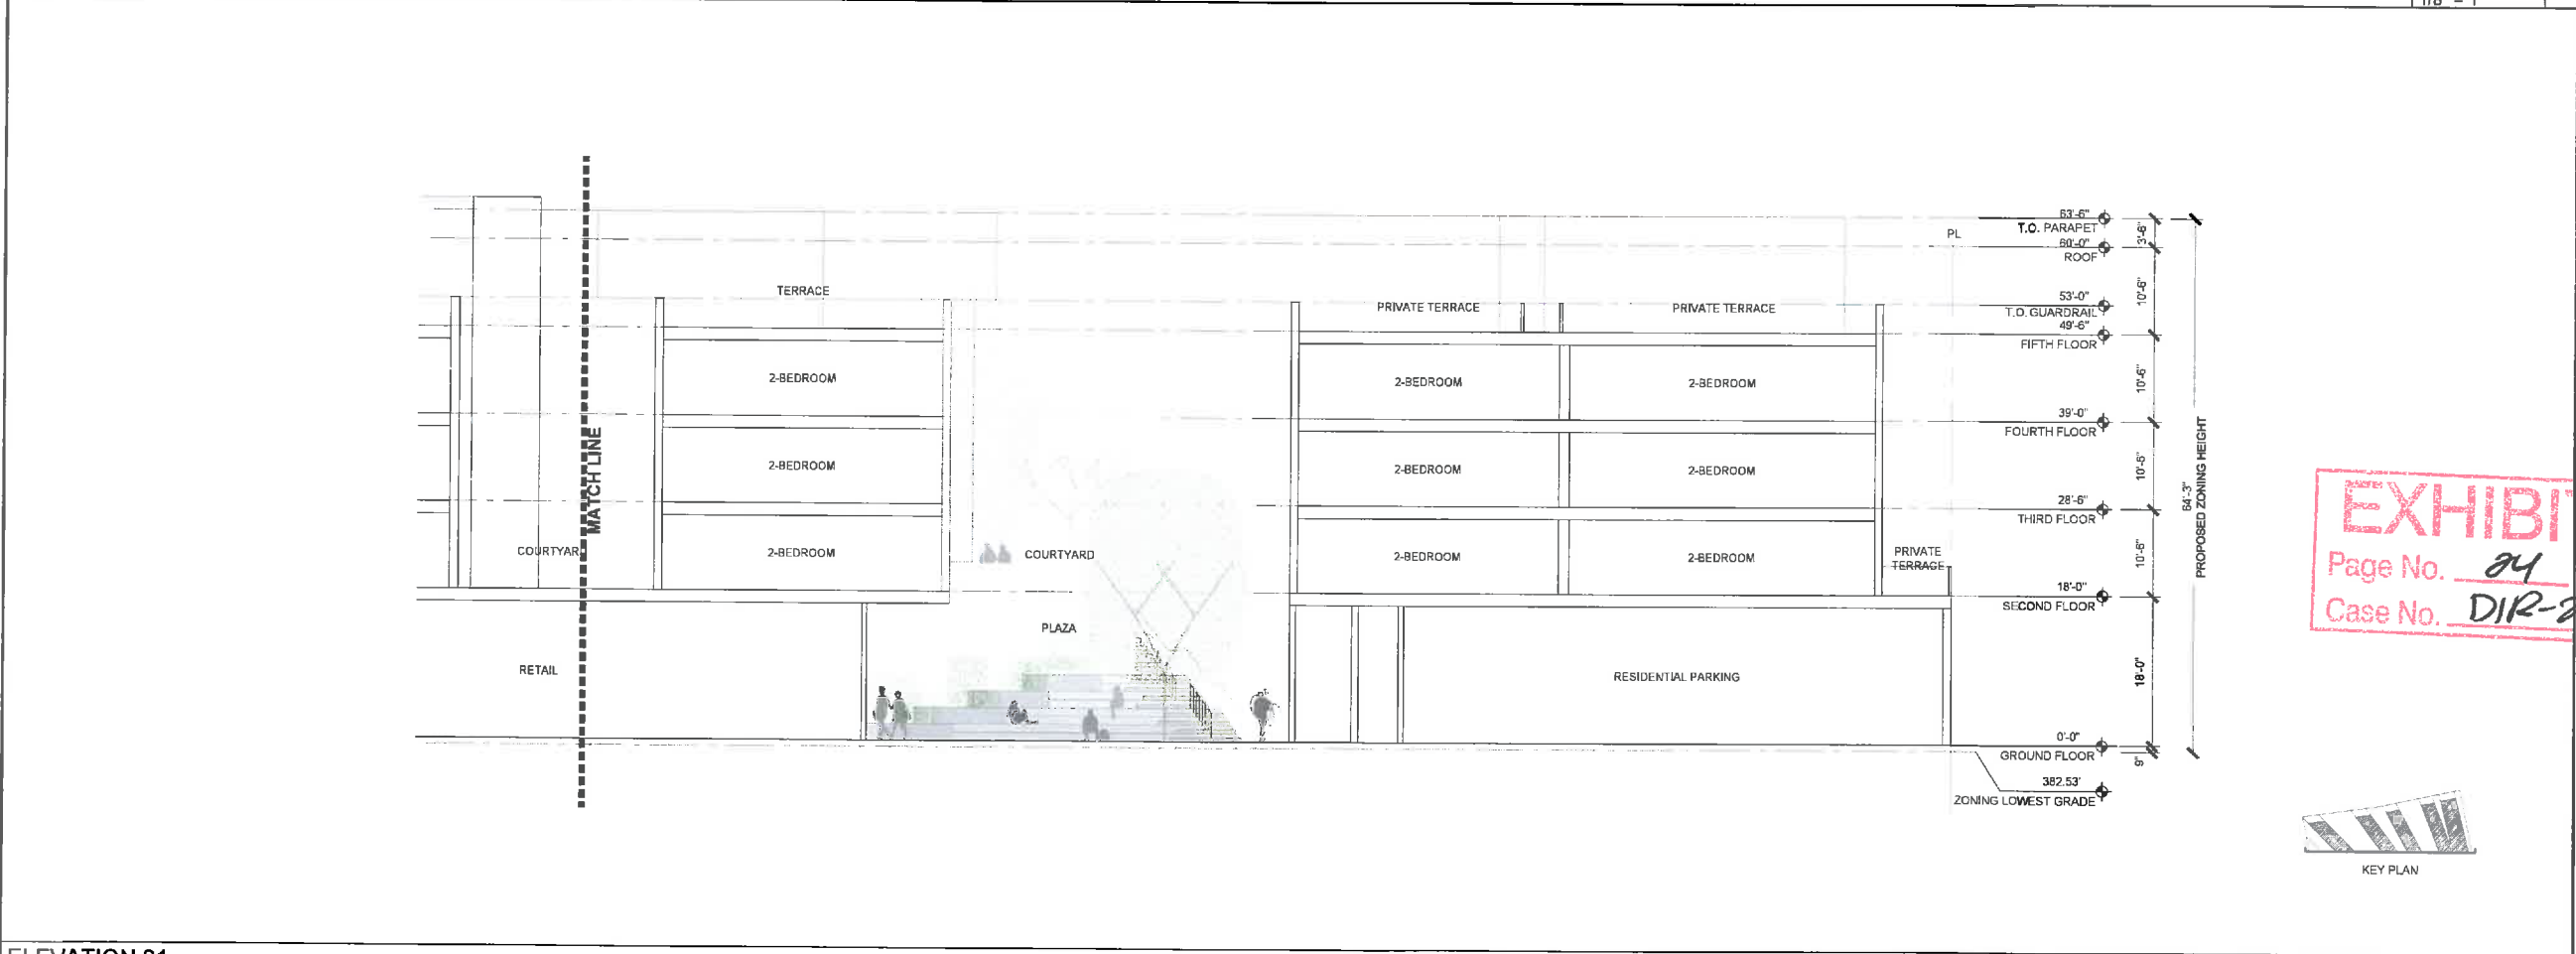 63'-6"
T.O. PARAPET
3'-6"
PL
60'-0"
ROOF
TERRACE
10'-6"
PRIVATE TERRACE
PRIVATE TERRACE
53'-0"
T.O. GUARDRAIL
49'-6"
FIFTH FLOOR
2-BEDROOM
2-BEDROOM
2-BEDROOM
10'-6"
39'-0"
FOURTH FLOOR
MATCH LINE
2-BEDROOM
2-BEDROOM
2-BEDROOM
10'-6"
28'-6"
THIRD FLOOR
64'-3"
PROPOSED ZONING HEIGHT
COURTYAR
2-BEDROOM
COURTYARD
2-BEDROOM
2-BEDROOM
PRIVATE
TERRACE
10'-6"
18'-0"
SECOND FLOOR
PLAZA
RETAIL
RESIDENTIAL PARKING
18'-0"
0'-0"
GROUND FLOOR
9"
382.53'
ZONING LOWEST GRADE
EXHIBI
Page No. 24
Case No. DIR-2
KEY PLAN